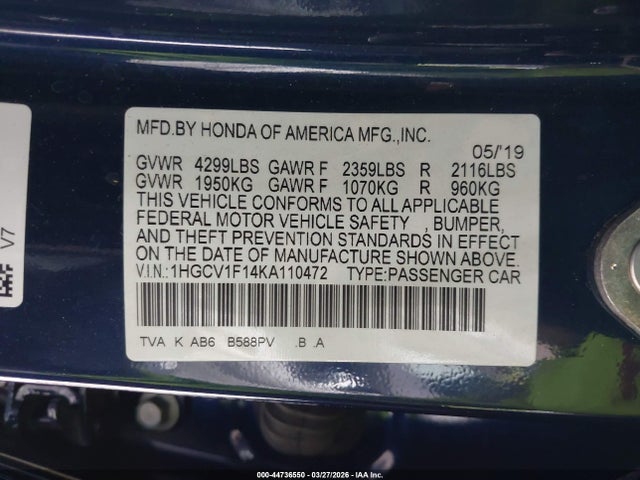 MFD.BY HONDA OF AMERICA MFG.,INC.
05/'19
GVWR 4299LBS GAWR F 2359LBS R 2116LBS
GVWR 1950KG GAWR F 1070KG R 960KG
THIS VEHICLE CONFORMS TO ALL APPLICABLE
FEDERAL MOTOR VEHICLE SAFETY , BUMPER,
AND THEFT PREVENTION STANDARDS IN EFFECT
ON THE DATE OF MANUFACTURE SHOWN ABOVE.
V.I.N.:1HGCV1F14KA110472 TYPE:PASSENGER CAR
TVA K AB6 B588PV .B .A
V7
000-44736550 — 03/27/2026 — IAA Inc.